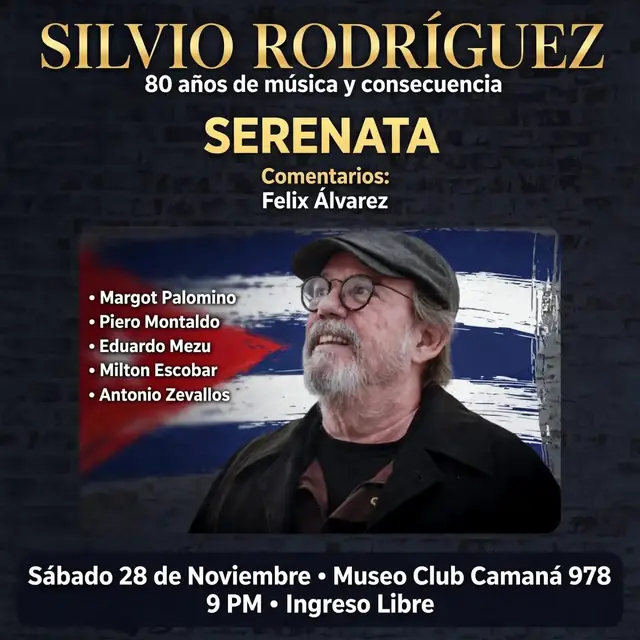 SILVIO RODRÍGUEZ
80 años de música y consecuencia
SERENATA
Comentarios:
Felix Álvarez
• Margot Palomino
• Piero Montaldo
• Eduardo Mezu
• Milton Escobar
• Antonio Zevallos
Sábado 28 de Noviembre • Museo Club Camaná 978
9 PM • Ingreso Libre